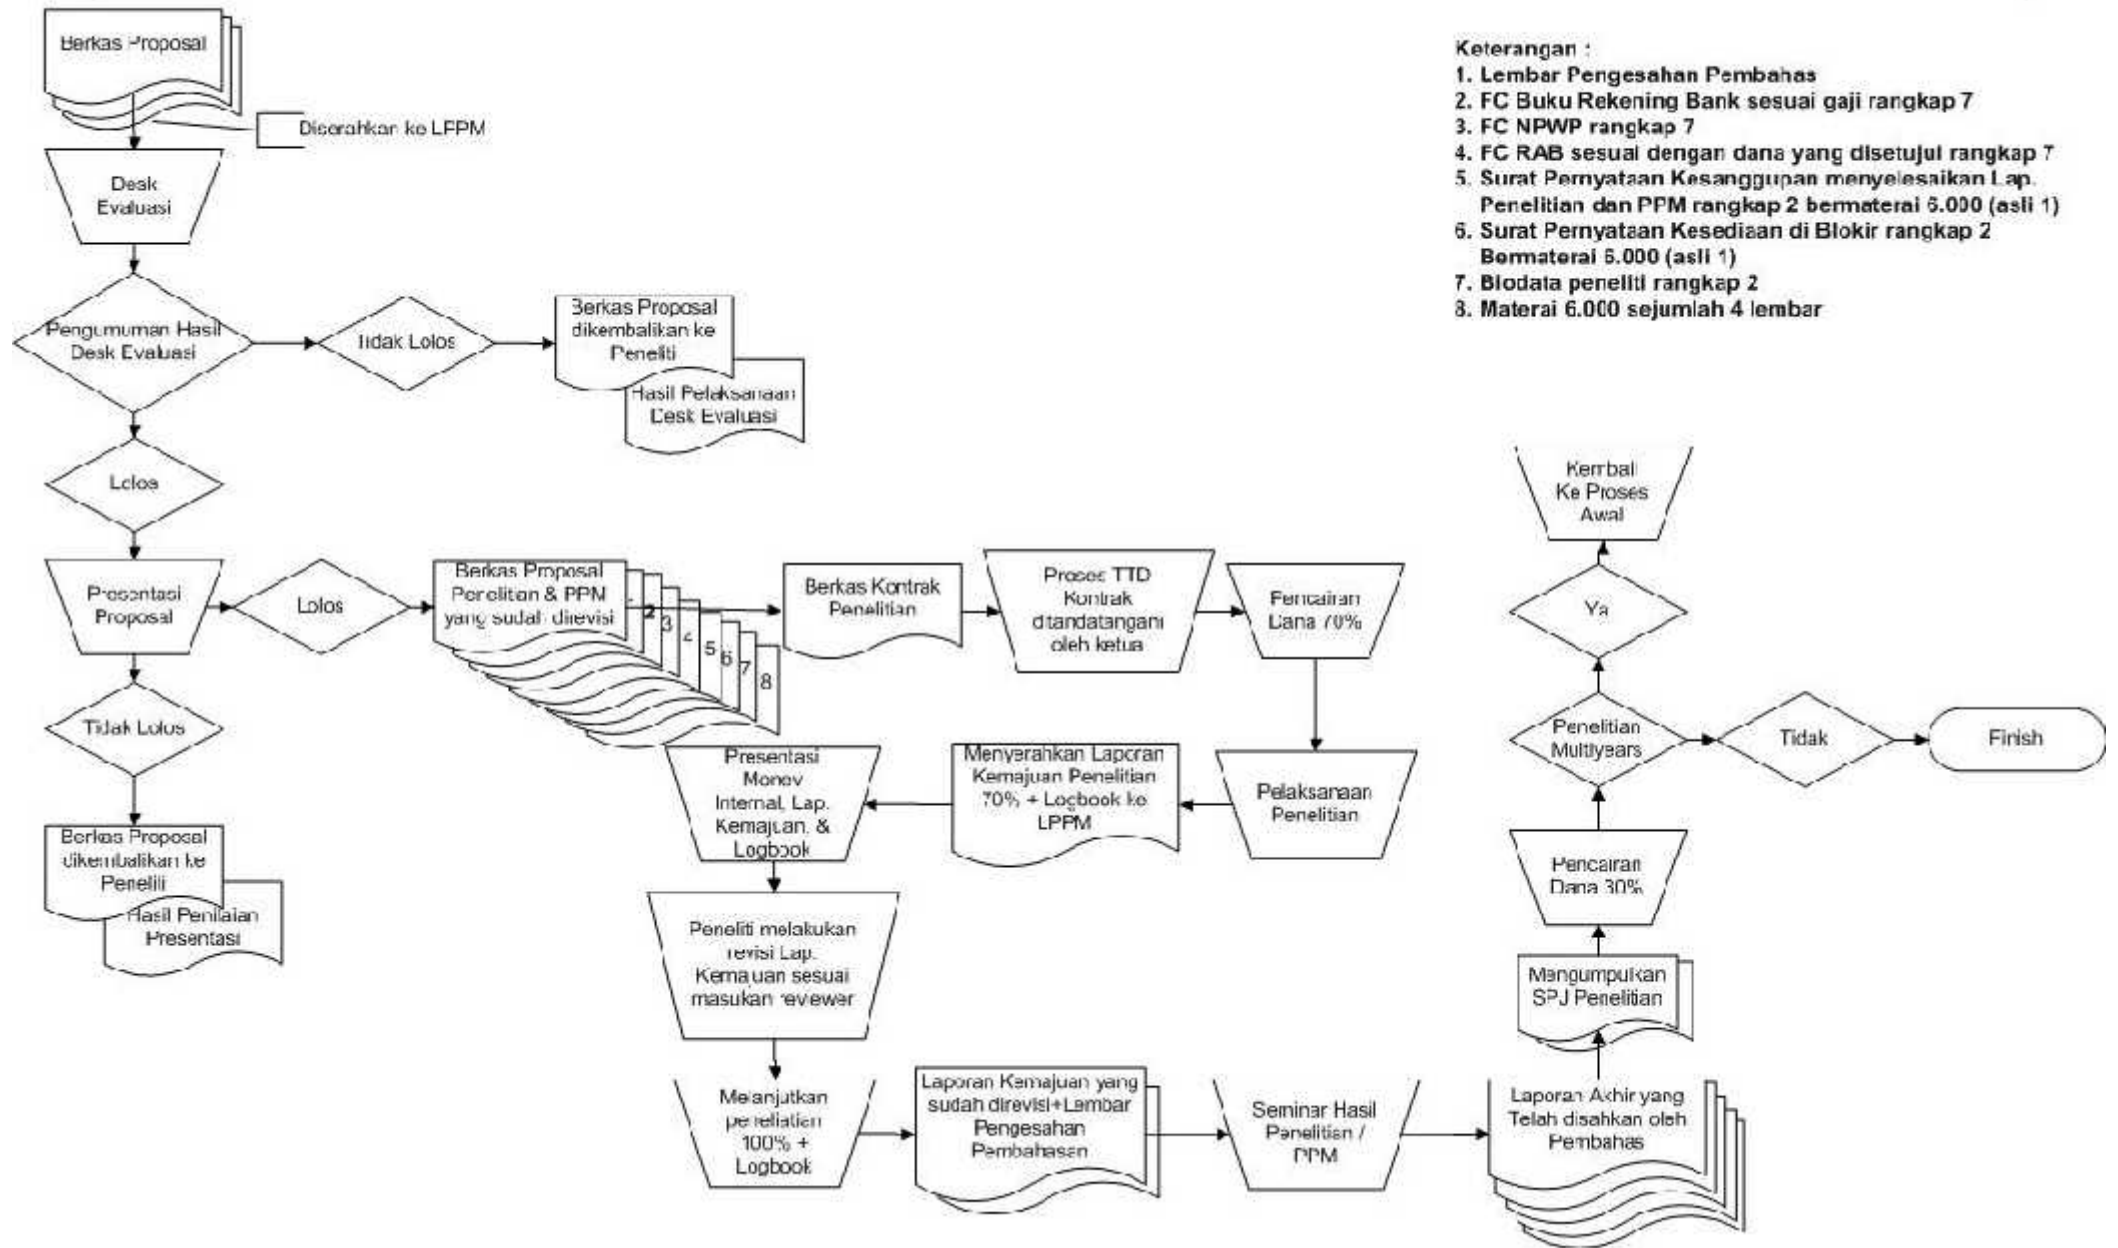 Berkas Proposal
Diserahkan ke LPPM
Desk
Evaluasi
Pengumuman Hasil
Desk Evaluasi
Tidak Lolos
Berkas Proposal
dikembalikan ke
Peneliti
Hasil Pelaksanaan
Desk Evaluasi
Lolos
Presentasi
Proposal
Lolos
Berkas Proposal
Penelitian & PPM
yang sudah direvisi
1
2
3
4
5
6
7
8
Berkas Kontrak
Penelitian
Proses TTD
Kontrak
ditandatangani
oleh ketua
Pencairan
Dana 70%
Tidak Lolos
Berkas Proposal
dikembalikan ke
Peneliti
Hasil Penilaian
Presentasi
Pelaksanaan
Penelitian
Menyerahkan Laporan
Kemajuan Penelitian
70% + Logbook ke
LPPM
Presentasi
Monev
Internal, Lap.
Kemajuan, &
Logbook
Peneliti melakukan
revisi Lap.
Kemajuan sesuai
masukan reviewer
Melanjutkan
peneliatian
100% +
Logbook
Laporan Kemajuan yang
sudah direvisi+Lembar
Pengesahan
Pembahasan
Seminar Hasil
Penelitian /
PPM
Laporan Akhir yang
Telah disahkan oleh
Pembahas
Mengumpulkan
SPJ Penelitian
Pencairan
Dana 30%
Penelitian
Multiyears
Tidak
Finish
Ya
Kembali
Ke Proses
Awal
Keterangan :
1. Lembar Pengesahan Pembahas
2. FC Buku Rekening Bank sesuai gaji rangkap 7
3. FC NPWP rangkap 7
4. FC RAB sesuai dengan dana yang disetujui rangkap 7
5. Surat Pernyataan Kesanggupan menyelesaikan Lap.
Penelitian dan PPM rangkap 2 bermaterai 6.000 (asli 1)
6. Surat Pernyataan Kesediaan di Blokir rangkap 2
Bermaterai 6.000 (asli 1)
7. Biodata peneliti rangkap 2
8. Materai 6.000 sejumlah 4 lembar